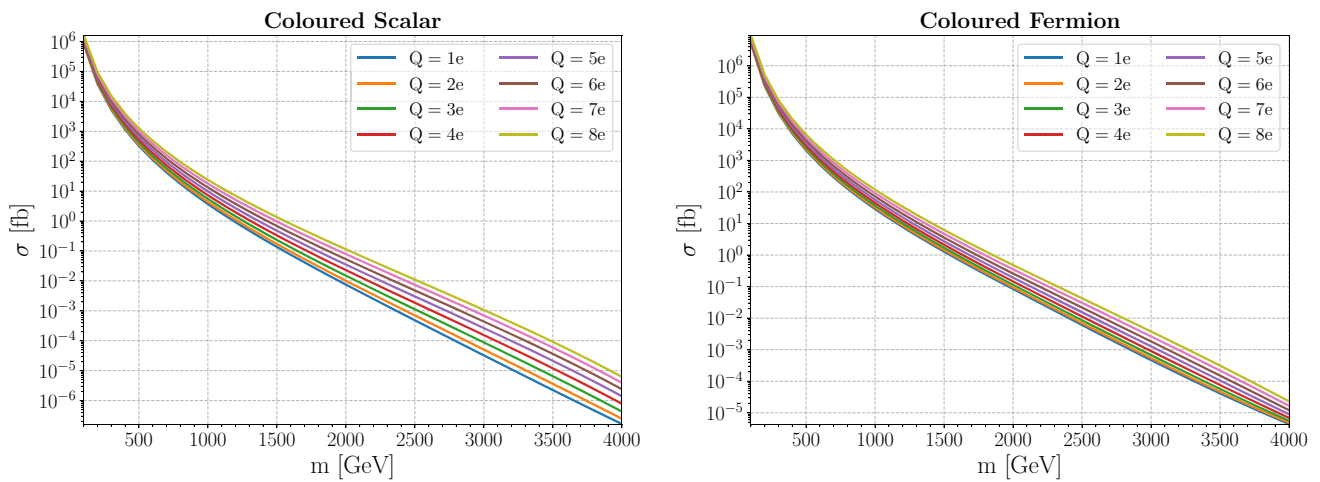 Coloured Scalar
10^6
10^5
10^4
10^3
10^2
10^1
10^0
10^−1
10^−2
10^−3
10^−4
10^−5
10^−6
σ [fb]
Q = 1e
Q = 2e
Q = 3e
Q = 4e
Q = 5e
Q = 6e
Q = 7e
Q = 8e
500 1000 1500 2000 2500 3000 3500 4000
m [GeV]
Coloured Fermion
10^6
10^5
10^4
10^3
10^2
10^1
10^0
10^−1
10^−2
10^−3
10^−4
10^−5
σ [fb]
Q = 1e
Q = 2e
Q = 3e
Q = 4e
Q = 5e
Q = 6e
Q = 7e
Q = 8e
500 1000 1500 2000 2500 3000 3500 4000
m [GeV]